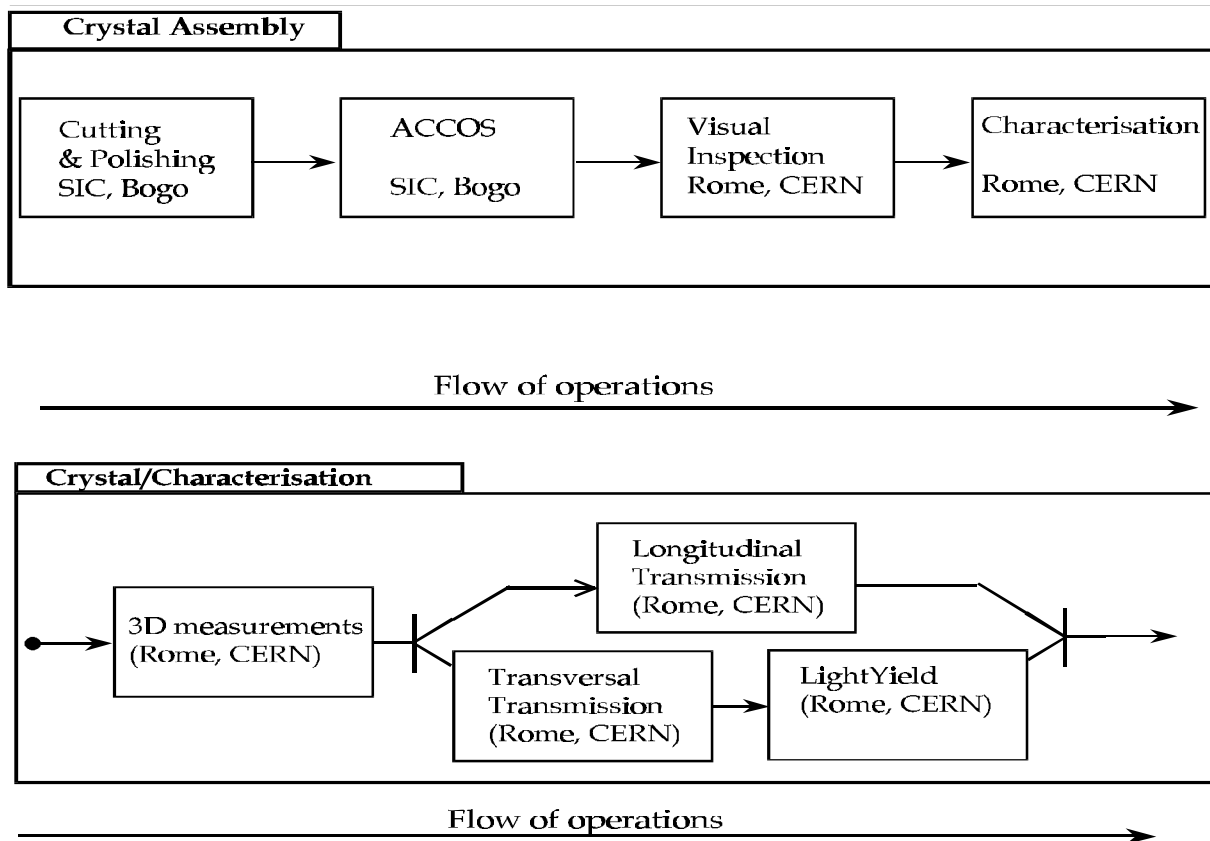 Crystal Assembly
Cutting
& Polishing
SIC, Bogo
ACCOS
SIC, Bogo
Visual
Inspection
Rome, CERN
Characterisation
Rome, CERN
Flow of operations
Crystal/Characterisation
3D measurements
(Rome, CERN)
Longitudinal
Transmission
(Rome, CERN)
Transversal
Transmission
(Rome, CERN)
LightYield
(Rome, CERN)
Flow of operations